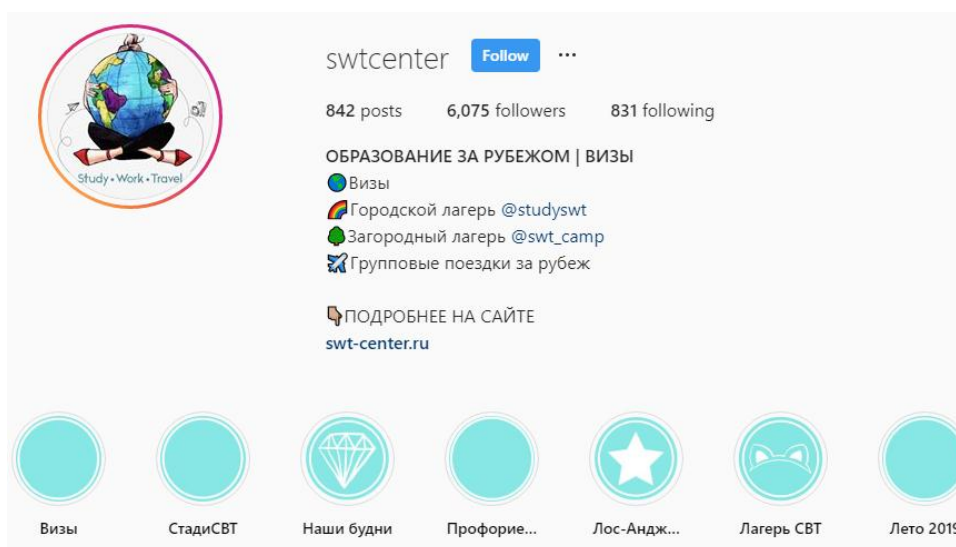 swtcenter Follow
842 posts 6,075 followers 831 following
Study • Work • Travel
ОБРАЗОВАНИЕ ЗА РУБЕЖОМ | ВИЗЫ
🌍Визы
🌈Городской лагерь @studyswt
🌳Загородный лагерь @swt_camp
✈️Групповые поездки за рубеж
👇🏽ПОДРОБНЕЕ НА САЙТЕ
swt-center.ru
Визы СтадиСВТ Наши будни Профорие... Лос-Андж... Лагерь СВТ Лето 2019